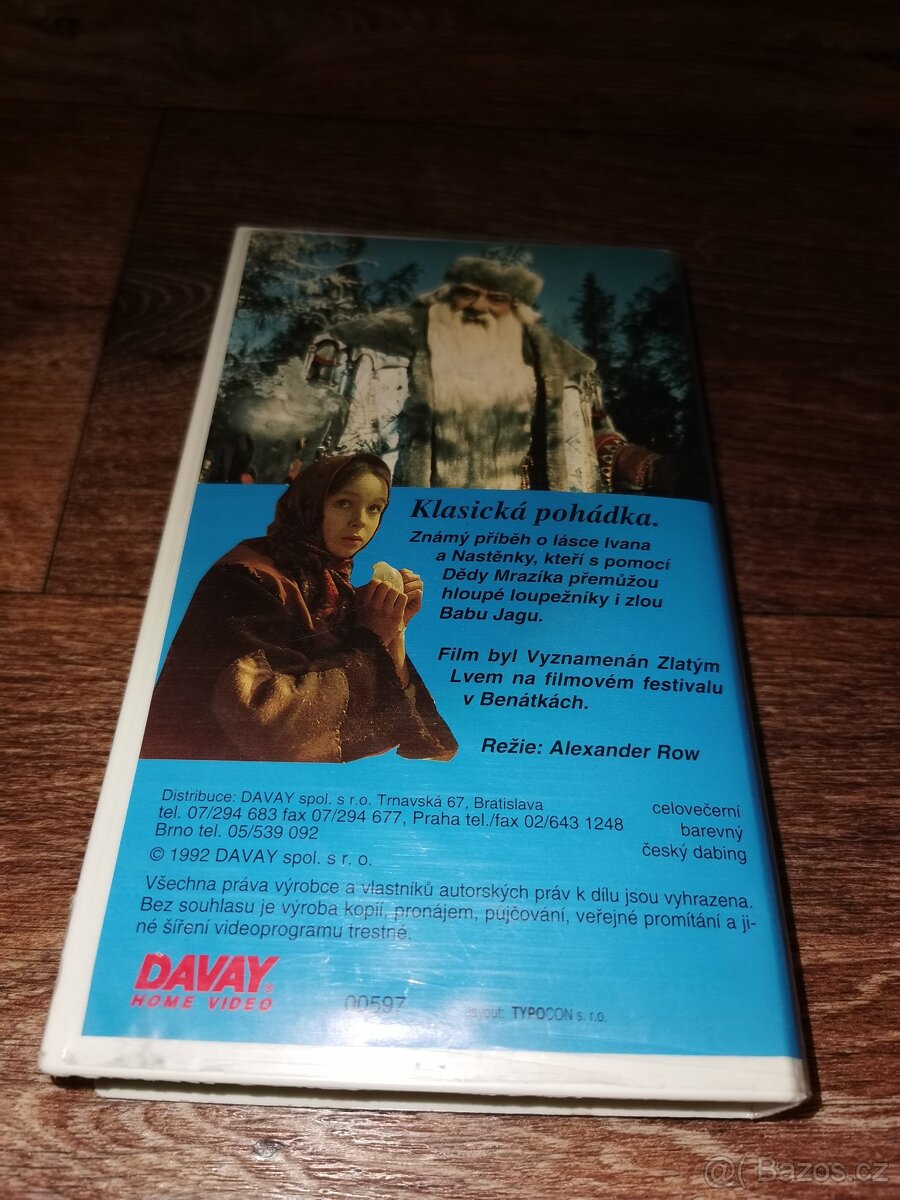 Klasická pohádka.
Známý příběh o lásce Ivana
a Nastěnky, kteří s pomocí
Dědy Mrazíka přemůžou
hloupé loupežníky i zlou
Babu Jagu.
Film byl Vyznamenán Zlatým
Lvem na filmovém festivalu
v Benátkách.
Režie: Alexander Row
Distribuce: DAVAY spol. s r.o. Trnavská 67, Bratislava
tel. 07/294 683 fax 07/294 677, Praha tel./fax 02/643 1248
Brno tel. 05/539 092
© 1992 DAVAY spol. s r. o.
celovečerní
barevný
český dabing
Všechna práva výrobce a vlastníků autorských práv k dílu jsou vyhrazena.
Bez souhlasu je výroba kopií, pronájem, půjčování, veřejné promítání a ji-
né šíření videoprogramu trestné.
DAVAY®
HOME VIDEO
00597
Layout: TYPOCON s. r.o.
@( Bazos.cz